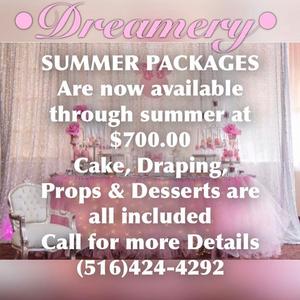 •Dreamery•
SUMMER PACKAGES
Are now available
through summer at
$700.00
Cake, Draping,
Props & Desserts are
all included
Call for more Details
(516)424-4292